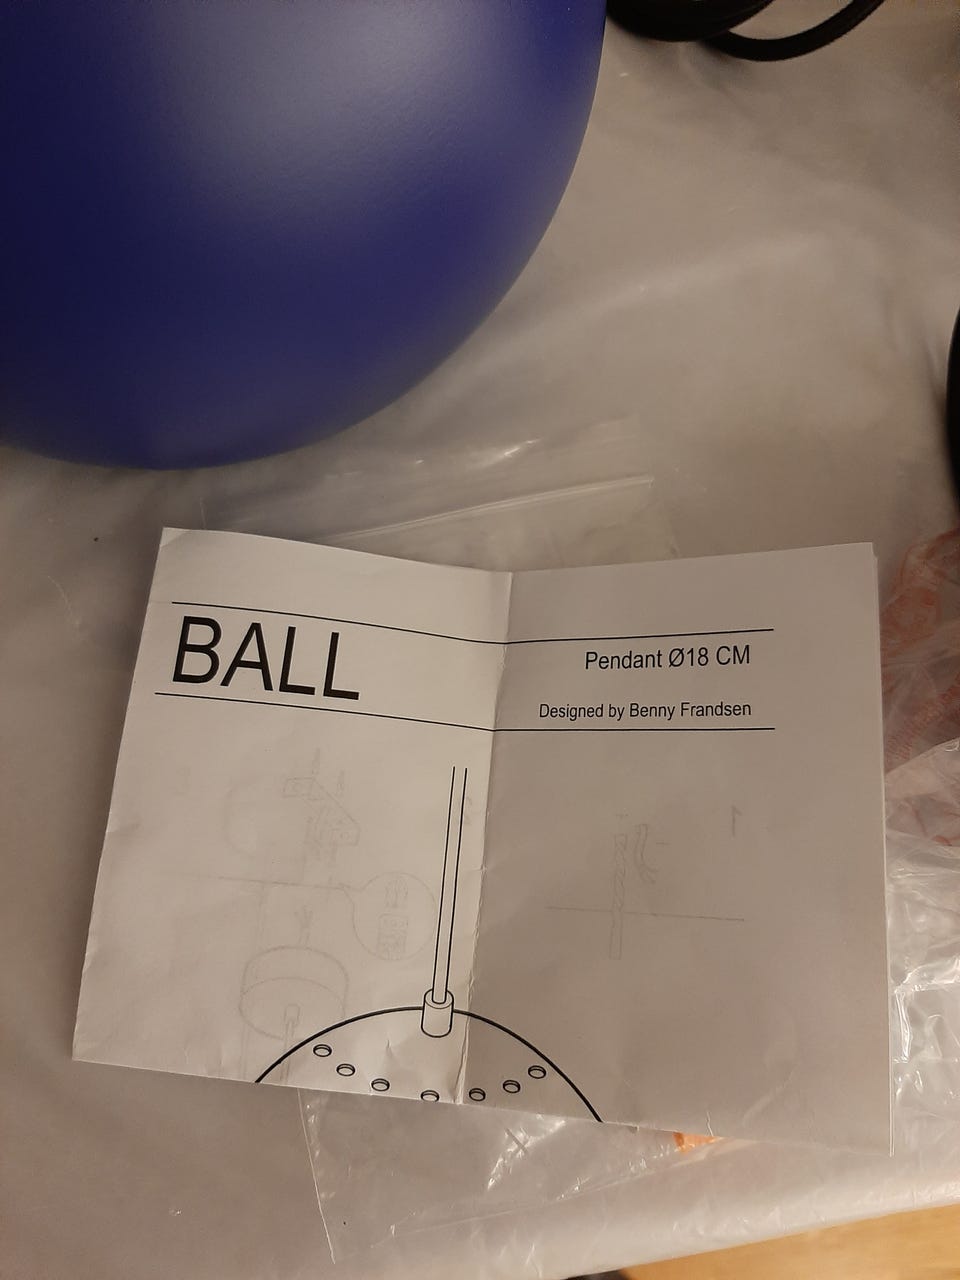 BALL
Pendant Ø18 CM
Designed by Benny Frandsen